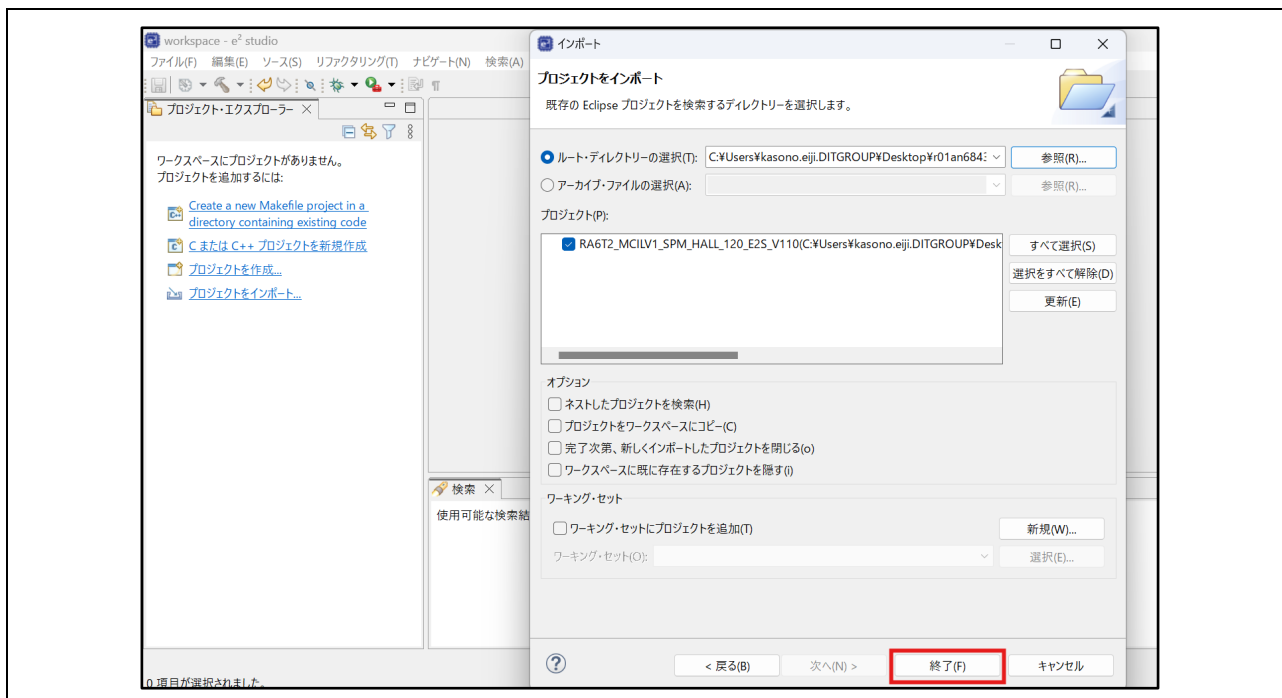 workspace - e² studio
ファイル(F) 編集(E) ソース(S) リファクタリング(T) ナビゲート(N) 検索(A)
プロジェクト・エクスプローラー
ワークスペースにプロジェクトがありません。
プロジェクトを追加するには:
Create a new Makefile project in a
directory containing existing code
C または C++ プロジェクトを新規作成
プロジェクトを作成...
プロジェクトをインポート...
検索
使用可能な検索結
0 項目が選択されました。
インポート
プロジェクトをインポート
既存の Eclipse プロジェクトを検索するディレクトリーを選択します。
ルート・ディレクトリーの選択(T): C:¥Users¥kasono.eiji.DITGROUP¥Desktop¥r01an684 参照(R)...
アーカイブ・ファイルの選択(A): 参照(R)...
プロジェクト(P):
RA6T2_MCILV1_SPM_HALL_120_E2S_V110(C:¥Users¥kasono.eiji.DITGROUP¥Desk すべて選択(S)
選択をすべて解除(D)
更新(E)
オプション
ネストしたプロジェクトを検索(H)
プロジェクトをワークスペースにコピー(C)
完了次第、新しくインポートしたプロジェクトを閉じる(o)
ワークスペースに既に存在するプロジェクトを隠す(i)
ワーキング・セット
ワーキング・セットにプロジェクトを追加(T) 新規(W)...
ワーキング・セット(O): 選択(E)...
< 戻る(B) 次へ(N) > 終了(F) キャンセル